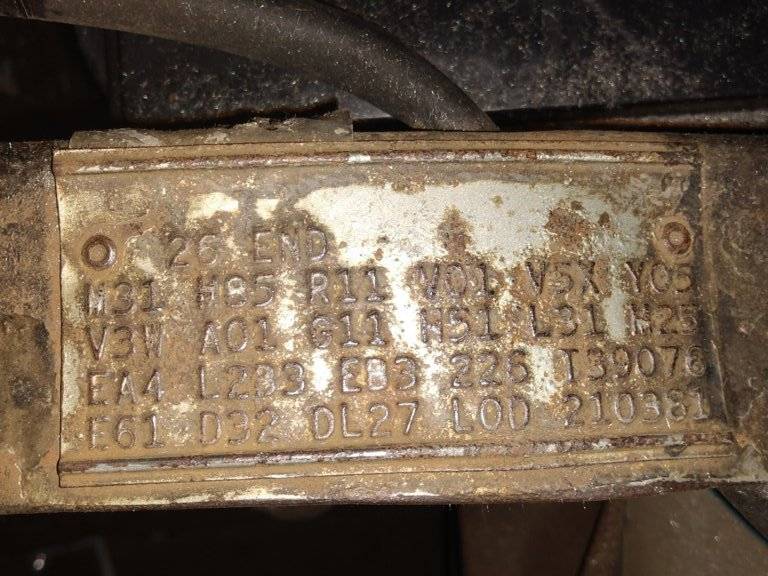 26 END
M31 H85 R11 V01 V5X Y05
V3W A01 G11 H51 L31 M25
EA4 L2B3 EB3 226 T39076
E61 D32 DL27 LOD 210381